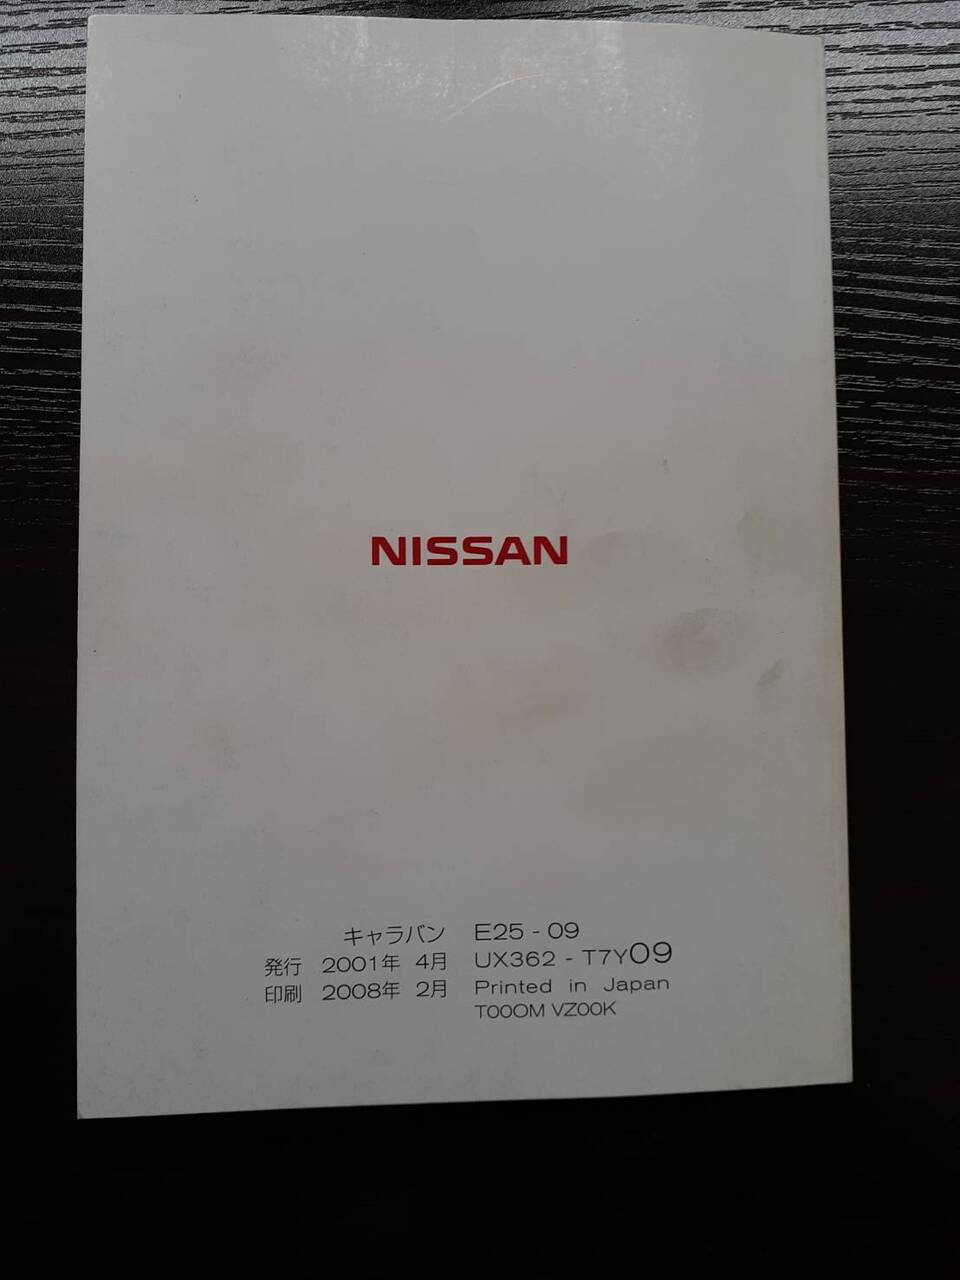 NISSAN
キャラバン E25 - 09
発行 2001年 4月 UX362 - T7Y09
印刷 2008年 2月 Printed in Japan
T00OM VZ00K